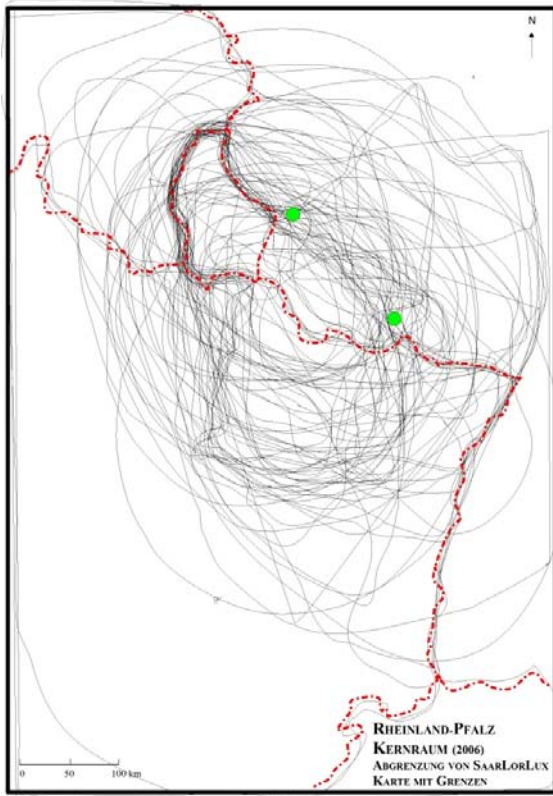 N
RHEINLAND-PFALZ
KERNRAUM (2006)
ABGRENZUNG VON SAARLORLUX
KARTE MIT GRENZEN
0 50 100 km